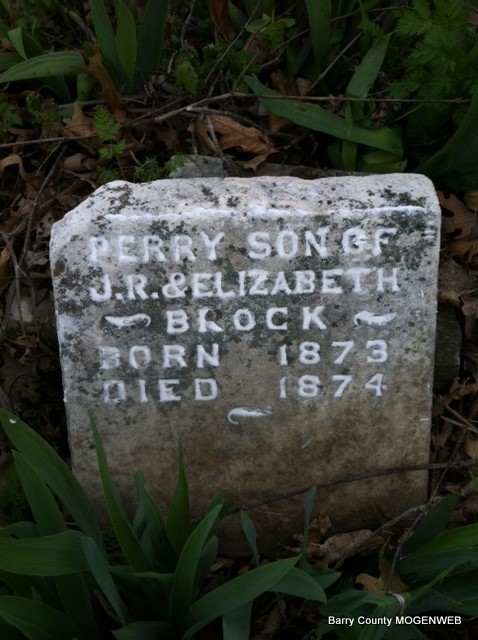 PERRY SON OF
J.R. & ELIZABETH
BROCK
BORN 1873
DIED 1874
Barry County MOGENWEB